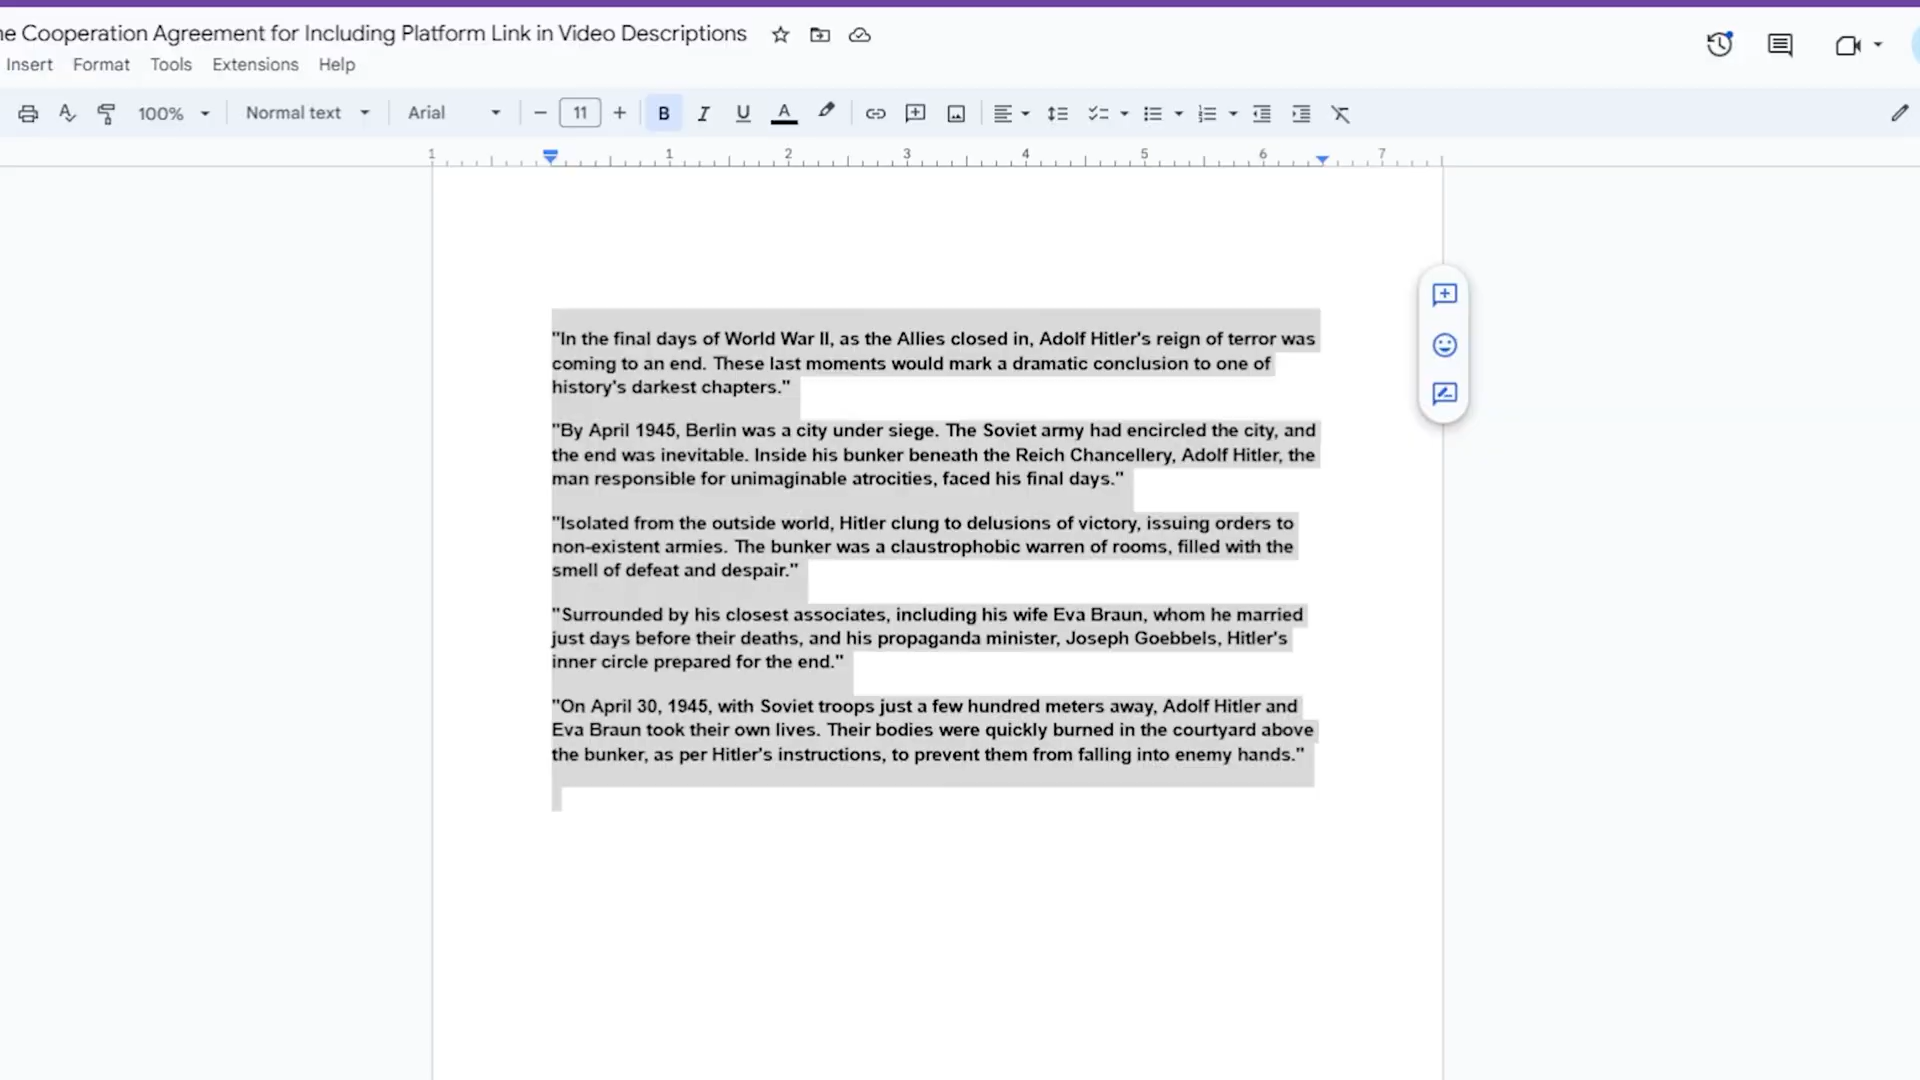 ne Cooperation Agreement for Including Platform Link in Video Descriptions
Insert Format Tools Extensions Help
100% Normal text Arial − 11 + B I U A
1 1 2 3 4 5 6 7
"In the final days of World War II, as the Allies closed in, Adolf Hitler's reign of terror was
coming to an end. These last moments would mark a dramatic conclusion to one of
history's darkest chapters."
"By April 1945, Berlin was a city under siege. The Soviet army had encircled the city, and
the end was inevitable. Inside his bunker beneath the Reich Chancellery, Adolf Hitler, the
man responsible for unimaginable atrocities, faced his final days."
"Isolated from the outside world, Hitler clung to delusions of victory, issuing orders to
non-existent armies. The bunker was a claustrophobic warren of rooms, filled with the
smell of defeat and despair."
"Surrounded by his closest associates, including his wife Eva Braun, whom he married
just days before their deaths, and his propaganda minister, Joseph Goebbels, Hitler's
inner circle prepared for the end."
"On April 30, 1945, with Soviet troops just a few hundred meters away, Adolf Hitler and
Eva Braun took their own lives. Their bodies were quickly burned in the courtyard above
the bunker, as per Hitler's instructions, to prevent them from falling into enemy hands."